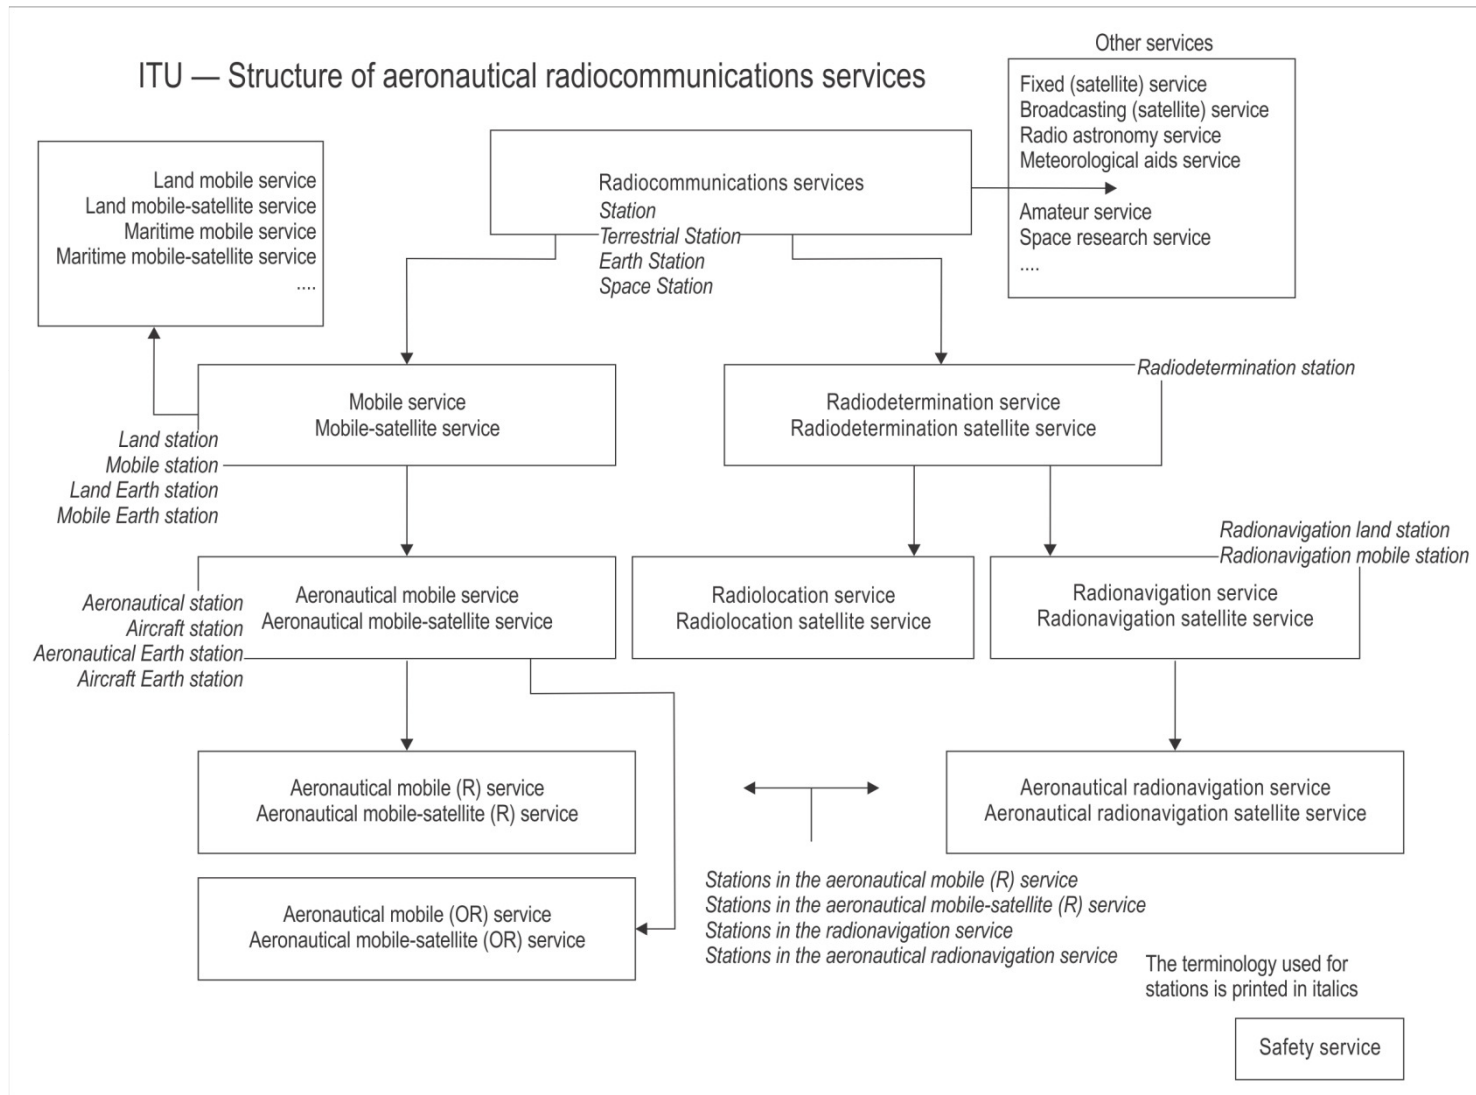 ITU — Structure of aeronautical radiocommunications services
Other services
Fixed (satellite) service
Broadcasting (satellite) service
Radio astronomy service
Meteorological aids service
Amateur service
Space research service
....
Land mobile service
Land mobile-satellite service
Maritime mobile service
Maritime mobile-satellite service
....
Radiocommunications services
Station
Terrestrial Station
Earth Station
Space Station
Mobile service
Mobile-satellite service
Land station
Mobile station
Land Earth station
Mobile Earth station
Radiodetermination station
Radiodetermination service
Radiodetermination satellite service
Aeronautical mobile service
Aeronautical mobile-satellite service
Aeronautical station
Aircraft station
Aeronautical Earth station
Aircraft Earth station
Radiolocation service
Radiolocation satellite service
Radionavigation land station
Radionavigation mobile station
Radionavigation service
Radionavigation satellite service
Aeronautical mobile (R) service
Aeronautical mobile-satellite (R) service
Aeronautical radionavigation service
Aeronautical radionavigation satellite service
Aeronautical mobile (OR) service
Aeronautical mobile-satellite (OR) service
Stations in the aeronautical mobile (R) service
Stations in the aeronautical mobile-satellite (R) service
Stations in the radionavigation service
Stations in the aeronautical radionavigation service
The terminology used for
stations is printed in italics
Safety service